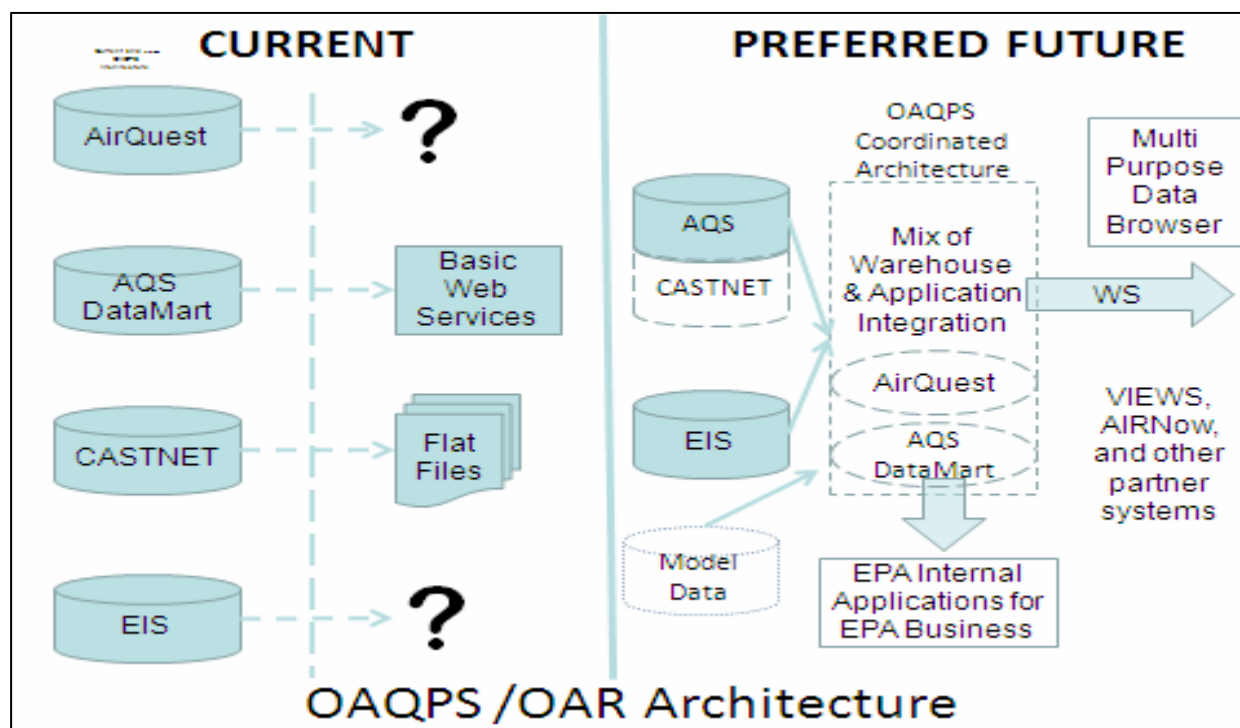 CURRENT
AirQuest
?
AQS
DataMart
Basic
Web
Services
CASTNET
Flat
Files
EIS
?
PREFERRED FUTURE
OAQPS
Coordinated
Architecture
Multi
Purpose
Data
Browser
AQS
CASTNET
Mix of
Warehouse
& Application
Integration
WS
AirQuest
EIS
AQS
DataMart
VIEWS,
AIRNow,
and other
partner
systems
Model
Data
EPA Internal
Applications for
EPA Business
OAQPS /OAR Architecture